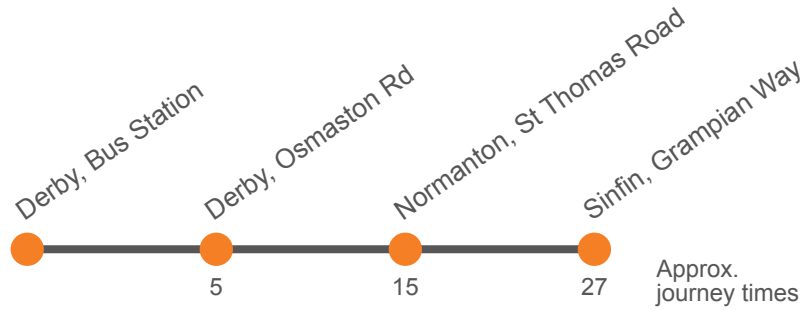 Derby, Bus Station
Derby, Osmaston Rd
Normanton, St Thomas Road
Sinfin, Grampian Way
5
15
27
Approx.
journey times